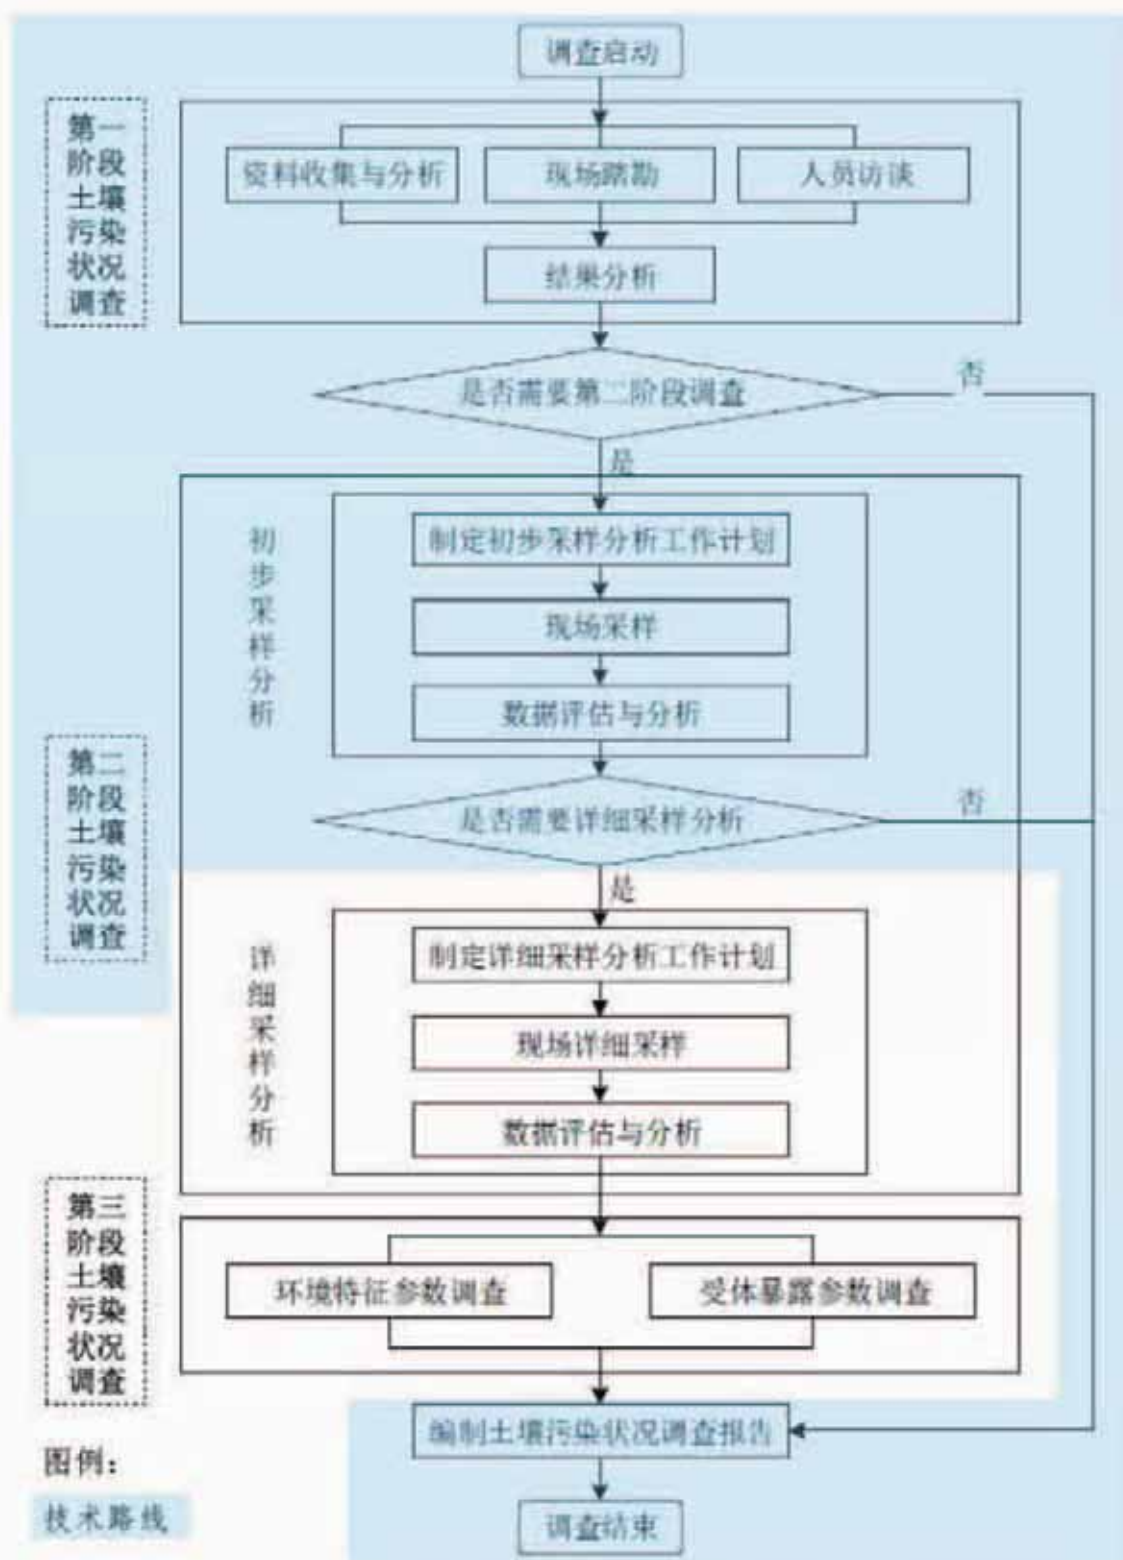 调查启动
第一
阶段
土壤
污染
状况
调查
资料收集与分析
现场踏勘
人员访谈
结果分析
是否需要第二阶段调查
否
是
初步采样分析
制定初步采样分析工作计划
现场采样
数据评估与分析
第二
阶段
土壤
污染
状况
调查
是否需要详细采样分析
否
是
详细采样分析
制定详细采样分析工作计划
现场详细采样
数据评估与分析
第三
阶段
土壤
污染
状况
调查
环境特征参数调查
受体暴露参数调查
编制土壤污染状况调查报告
图例：
技术路线
调查结束